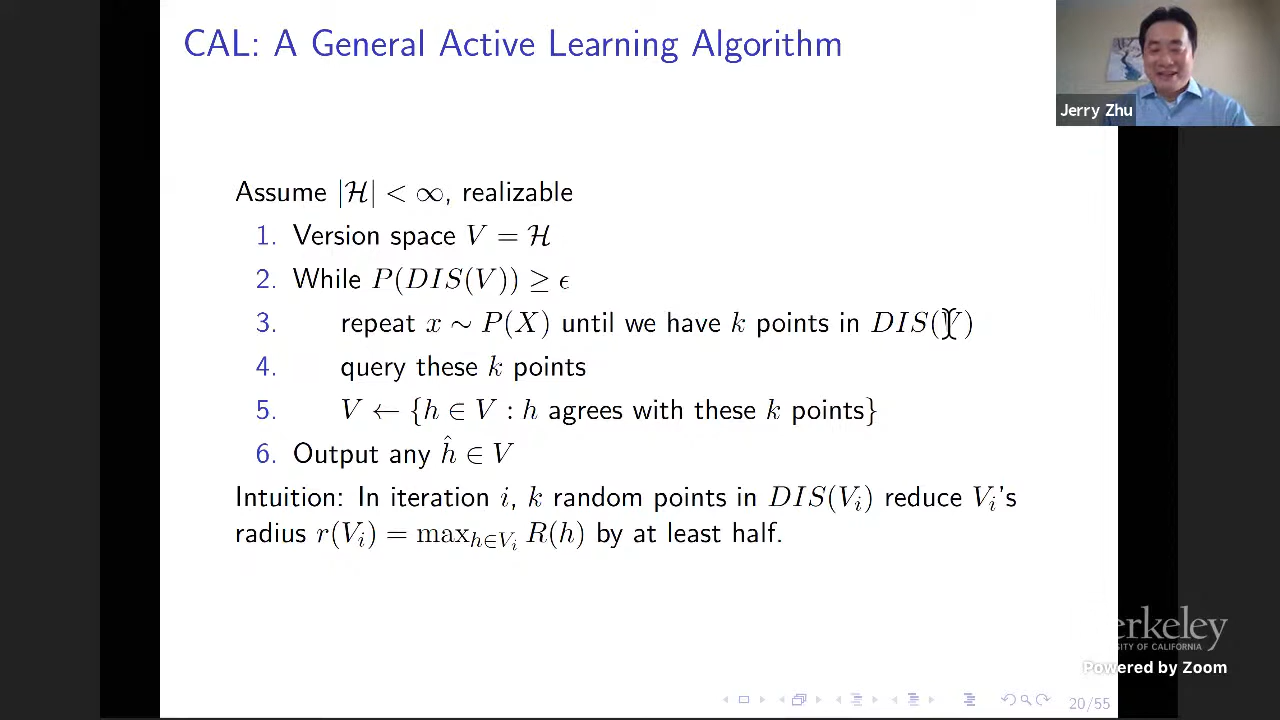 CAL: A General Active Learning Algorithm
Jerry Zhu
Assume |ℋ| < ∞, realizable
1. Version space V = ℋ
2. While P(DIS(V)) ≥ ϵ
3. repeat x ∼ P(X) until we have k points in DIS(V)
4. query these k points
5. V ← {h ∈ V : h agrees with these k points}
6. Output any ĥ ∈ V
Intuition: In iteration i, k random points in DIS(Vᵢ) reduce Vᵢ's
radius r(Vᵢ) = max_{h∈Vᵢ} R(h) by at least half.
Powered by Zoom
20/55